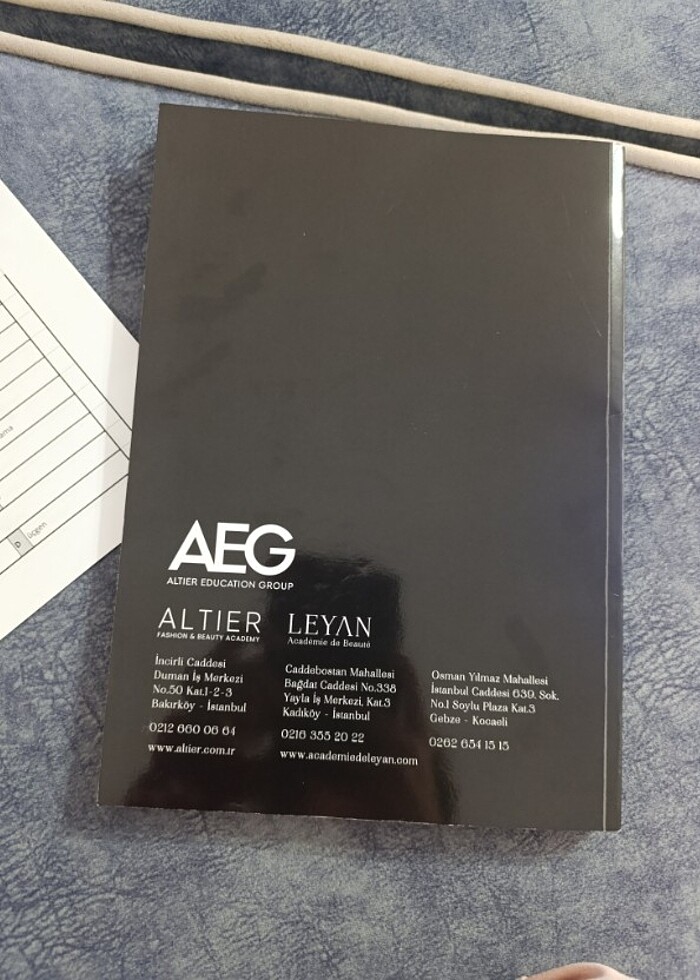 AEG
ALTIER EDUCATION GROUP
ALTIER
FASHION & BEAUTY ACADEMY
LEYAN
Académie de Beauté
İncirli Caddesi
Duman İş Merkezi
No.50 Kat.1-2-3
Bakırköy - İstanbul
0212 660 06 64
www.altier.com.tr
Caddebostan Mahallesi
Bağdat Caddesi No.338
Yayla İş Merkezi, Kat.3
Kadıköy - İstanbul
0216 355 20 22
www.academiedeleyan.com
Osman Yılmaz Mahallesi
İstanbul Caddesi 639. Sok.
No.1 Soylu Plaza Kat.3
Gebze - Kocaeli
0262 654 15 15
D
üçgen